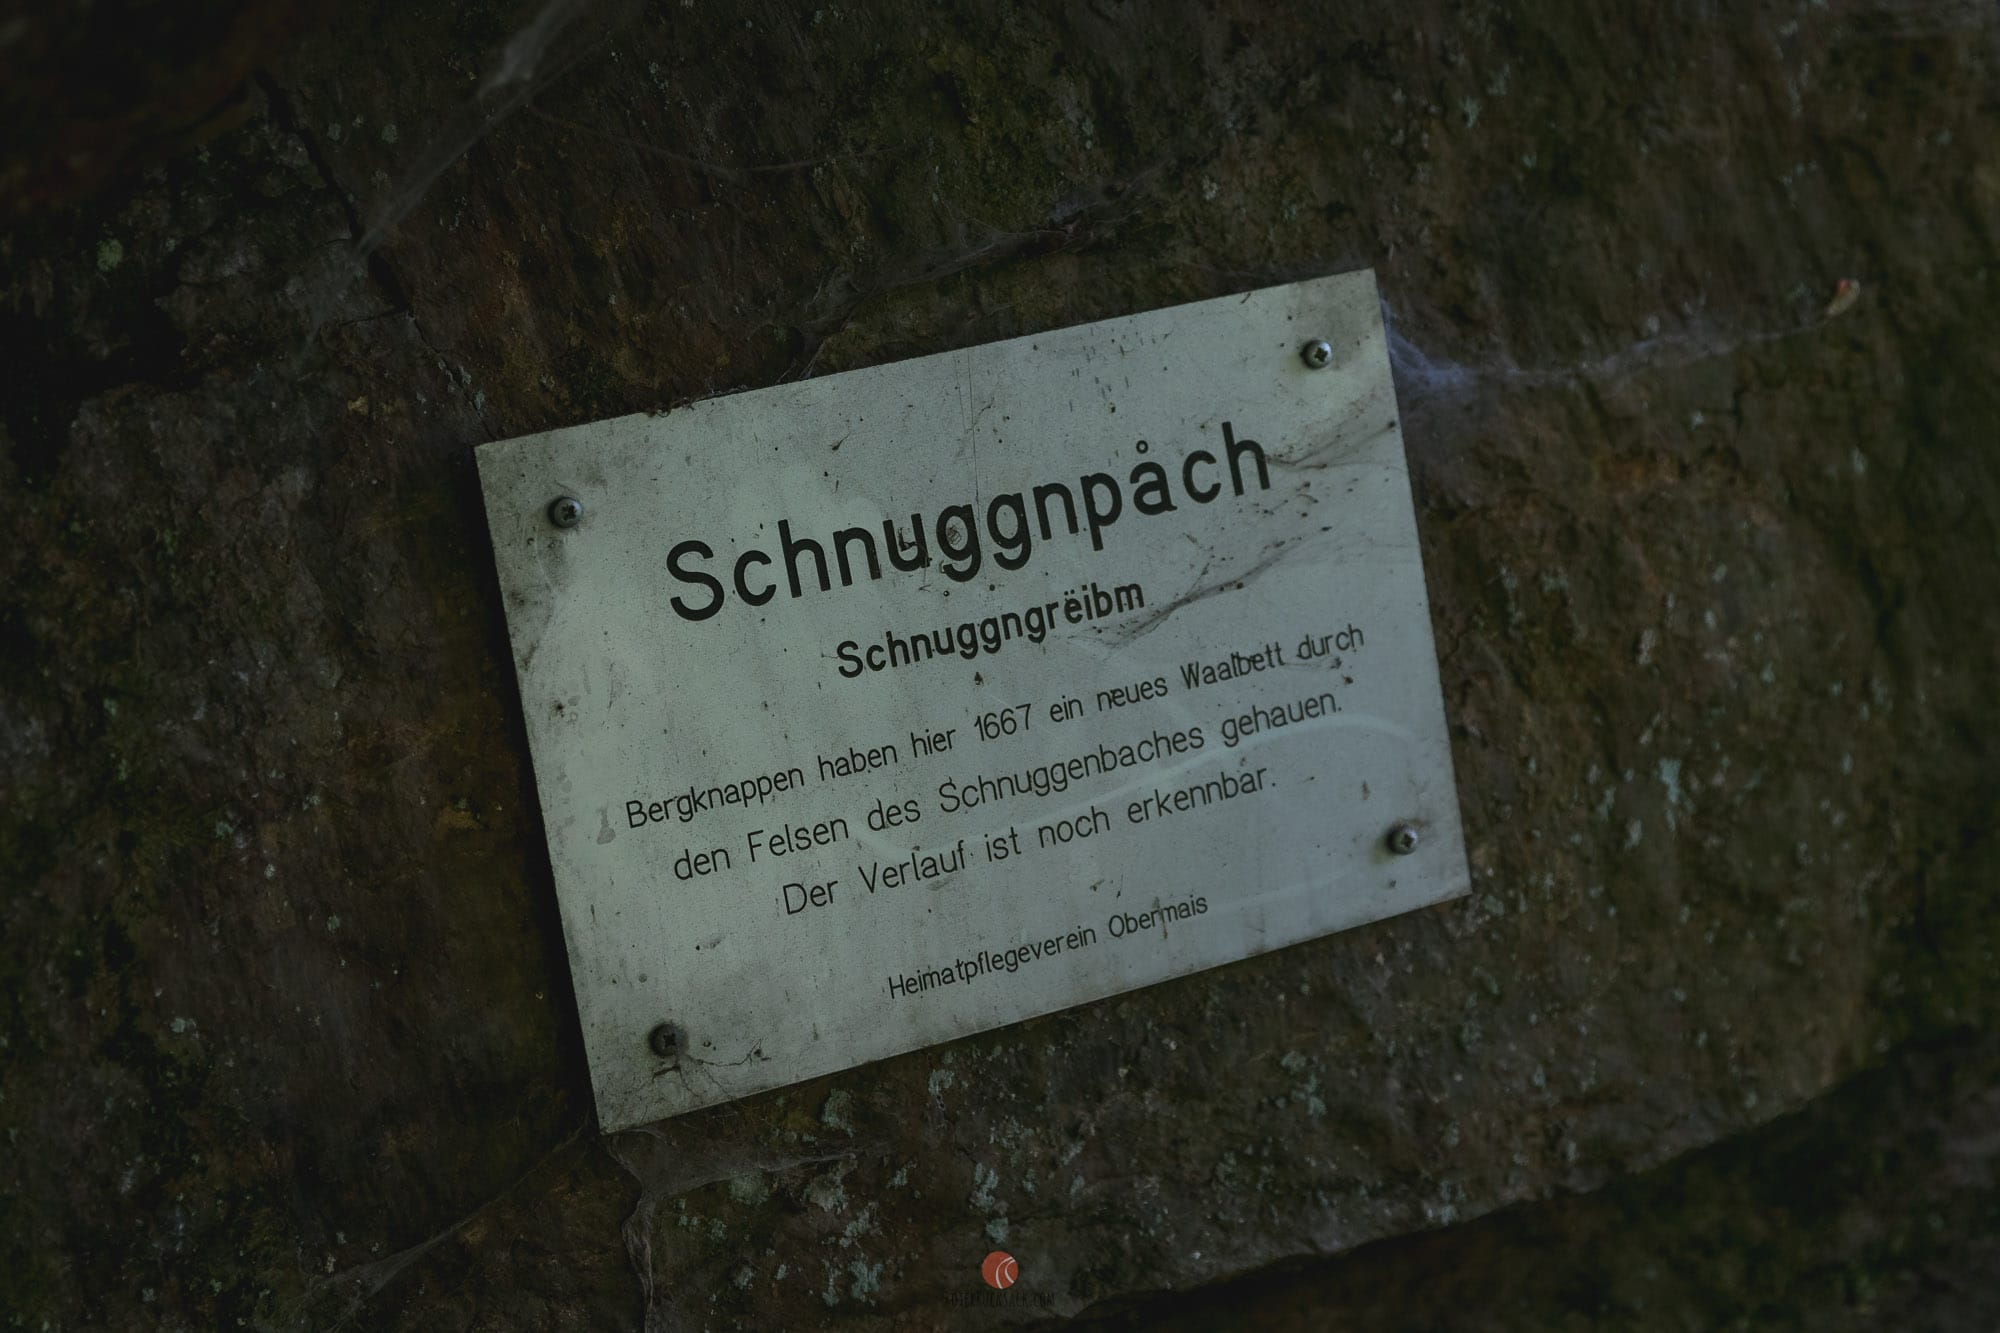 Schnuggnpåch
Schnuggngrëibm
Bergknappen haben hier 1667 ein neues Waalbett durch
den Felsen des Schnuggenbaches gehauen.
Der Verlauf ist noch erkennbar.
Heimatpflegeverein Obermais